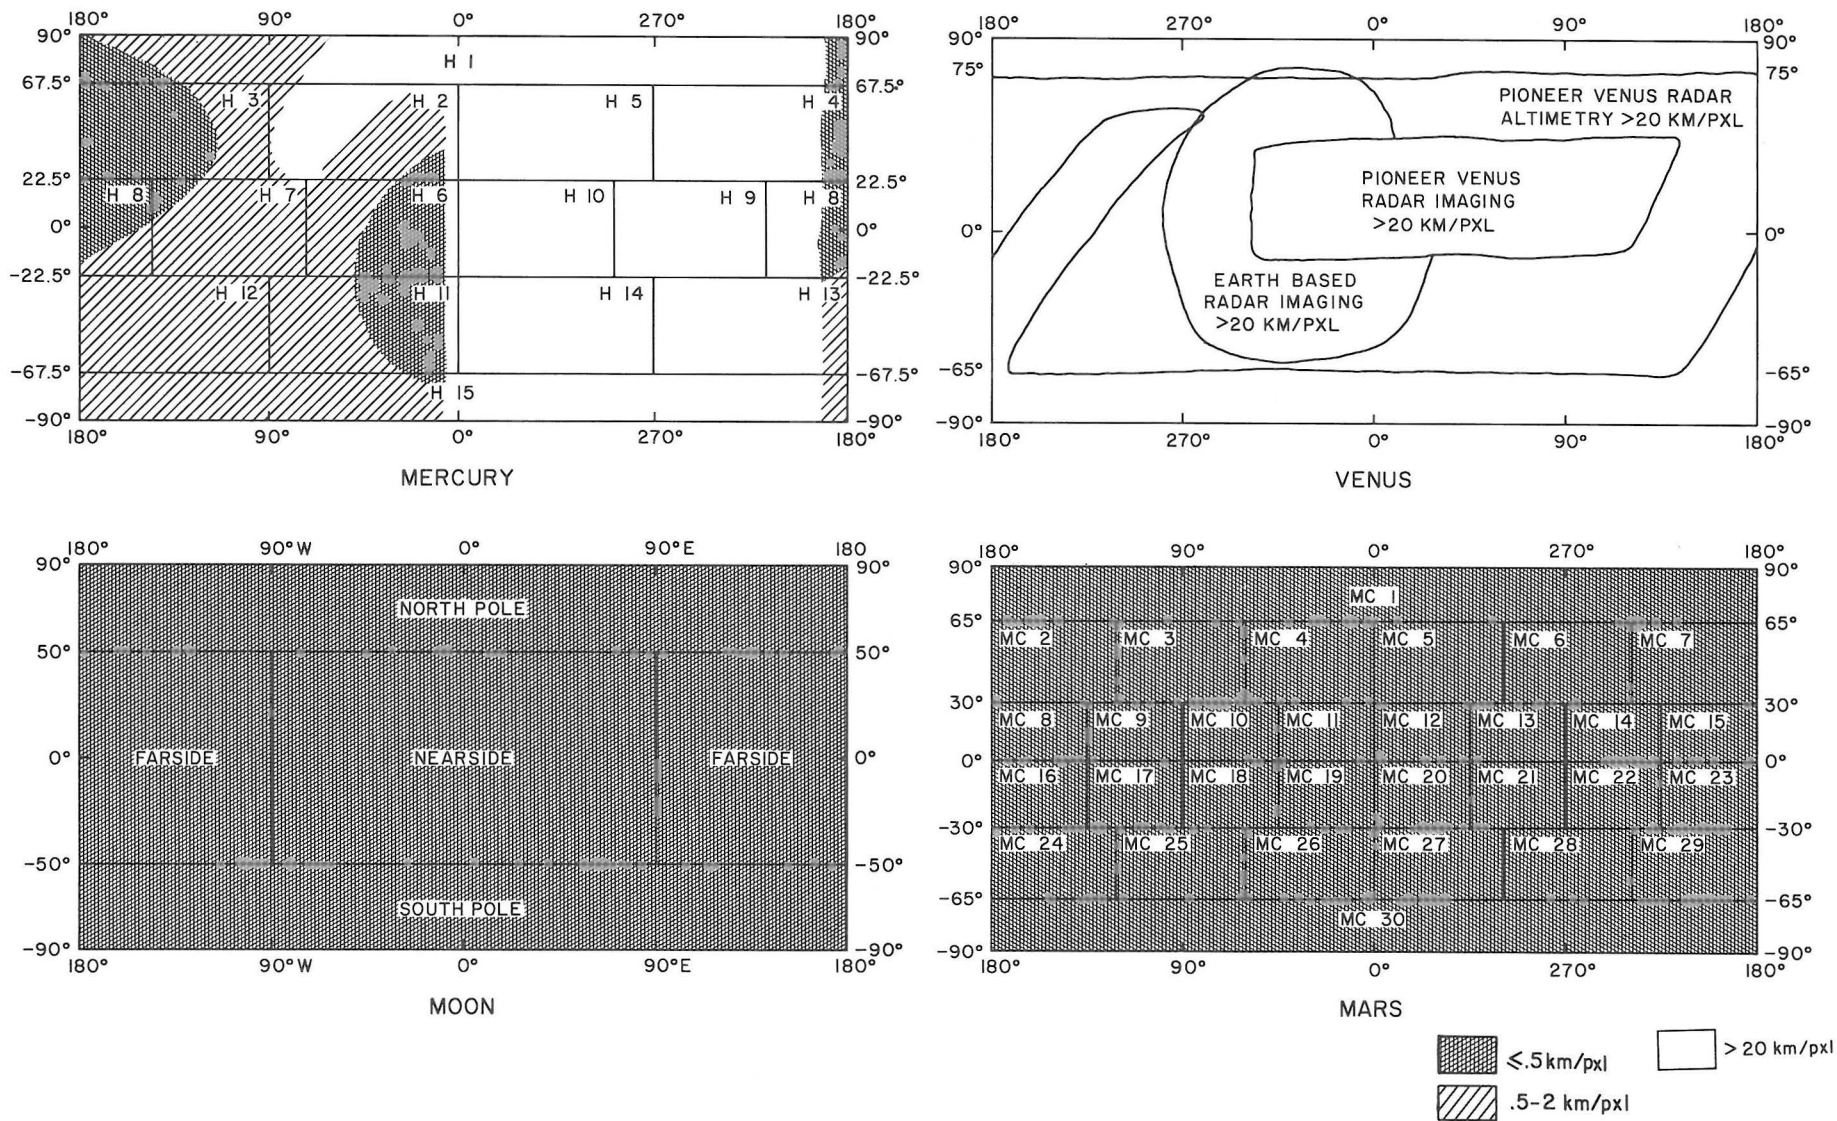 180° 90° 0° 270° 180°
90° 90°
H 1
67.5° 67.5°
H 3 H 2 H 5 H 4
22.5° 22.5°
H 8 H 7 H 6 H 10 H 9 H 8
0° 0°
-22.5° -22.5°
H 12 H 11 H 14 H 13
-67.5° -67.5°
H 15
-90° -90°
180° 90° 0° 270° 180°
MERCURY
180° 270° 0° 90° 180°
90° 90°
75° 75°
PIONEER VENUS RADAR
ALTIMETRY >20 KM/PXL
PIONEER VENUS
RADAR IMAGING
>20 KM/PXL
0° 0°
EARTH BASED
RADAR IMAGING
>20 KM/PXL
-65° -65°
-90° -90°
180° 270° 0° 90° 180°
VENUS
180° 90°W 0° 90°E 180
90° 90°
NORTH POLE
50° 50°
0° FARSIDE NEARSIDE FARSIDE 0°
-50° -50°
SOUTH POLE
-90° -90°
180° 90°W 0° 90°E 180°
MOON
180° 90° 0° 270° 180°
90° 90°
MC 1
65° 65°
MC 2 MC 3 MC 4 MC 5 MC 6 MC 7
30° 30°
MC 8 MC 9 MC 10 MC 11 MC 12 MC 13 MC 14 MC 15
0° 0°
MC 16 MC 17 MC 18 MC 19 MC 20 MC 21 MC 22 MC 23
-30° -30°
MC 24 MC 25 MC 26 MC 27 MC 28 MC 29
-65° -65°
MC 30
-90° -90°
180° 90° 0° 270° 180°
MARS
≤.5 km/pxl > 20 km/pxl
.5-2 km/pxl